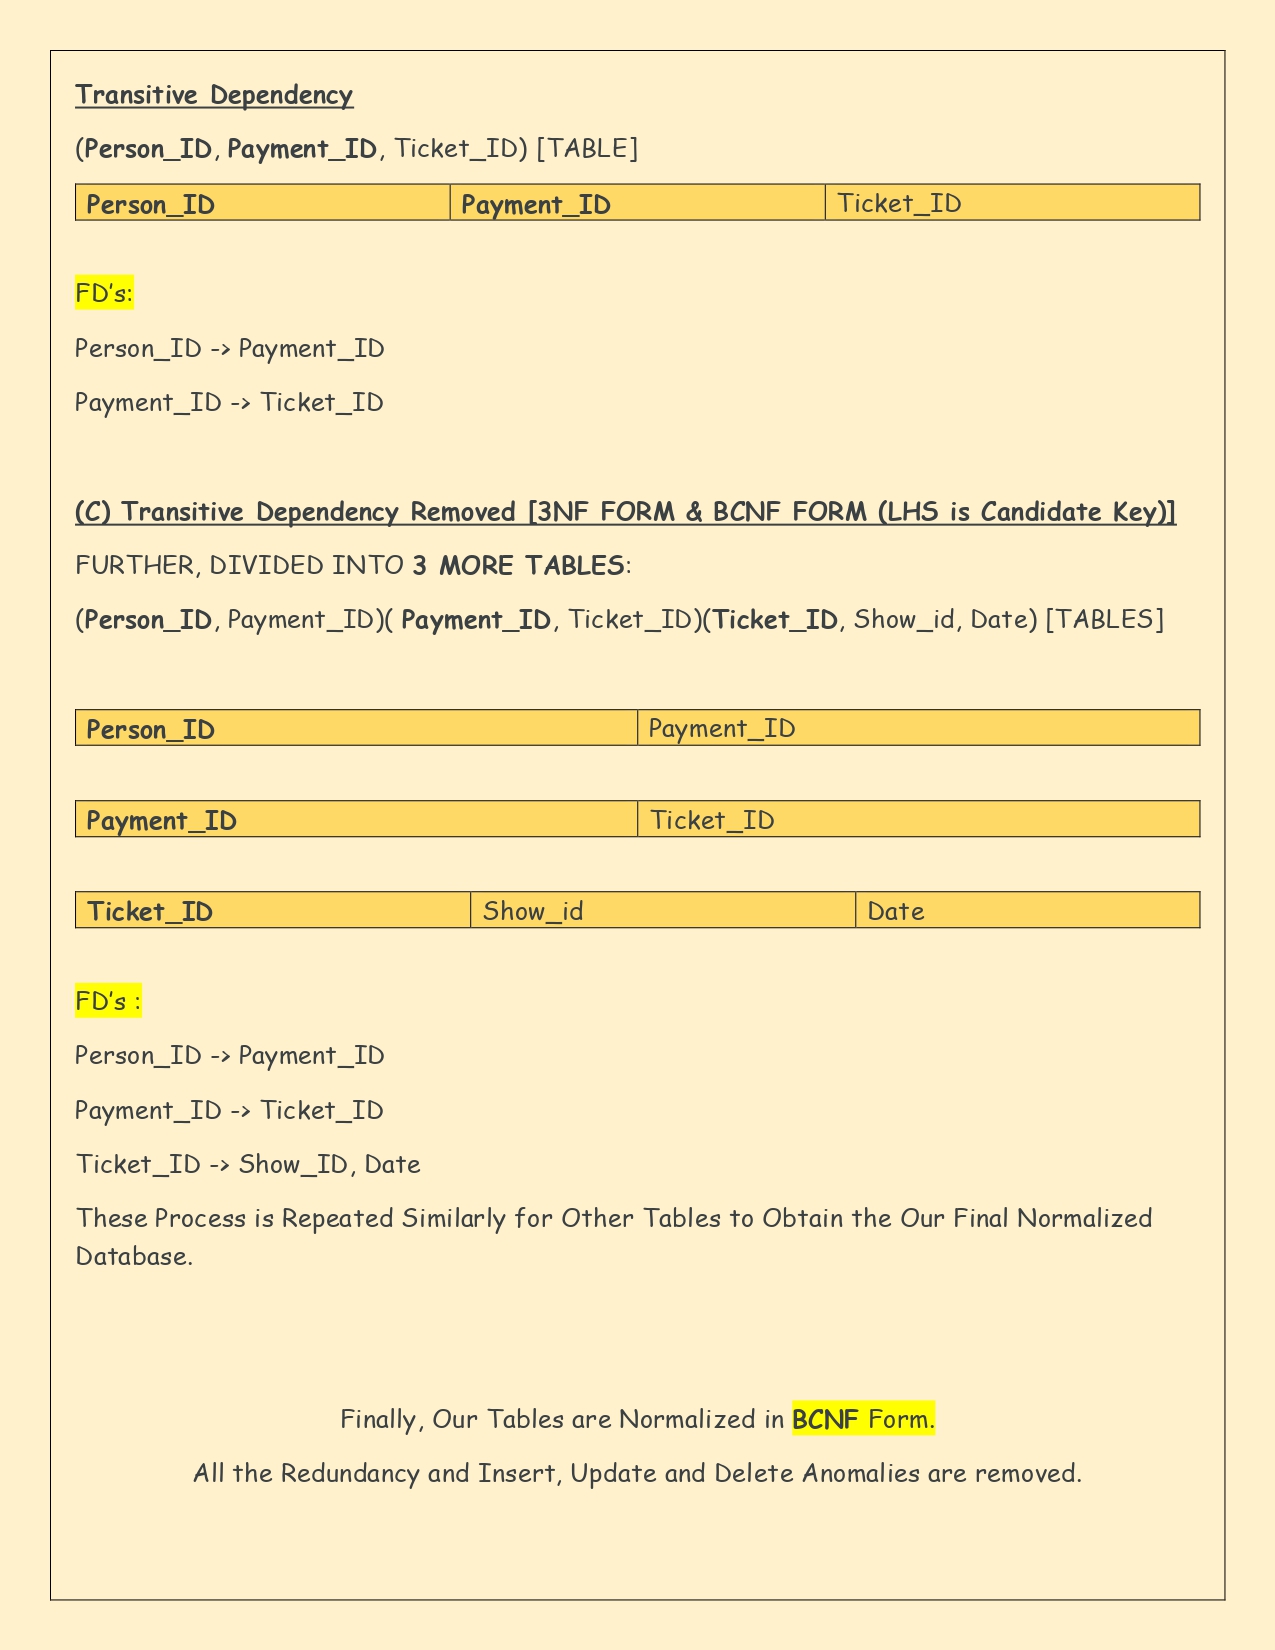 Transitive Dependency
(Person_ID, Payment_ID, Ticket_ID) [TABLE]
Person_ID Payment_ID Ticket_ID
FD's:
Person_ID -> Payment_ID
Payment_ID -> Ticket_ID
(C) Transitive Dependency Removed [3NF FORM & BCNF FORM (LHS is Candidate Key)]
FURTHER, DIVIDED INTO 3 MORE TABLES:
(Person_ID, Payment_ID)( Payment_ID, Ticket_ID)(Ticket_ID, Show_id, Date) [TABLES]
Person_ID Payment_ID
Payment_ID Ticket_ID
Ticket_ID Show_id Date
FD's :
Person_ID -> Payment_ID
Payment_ID -> Ticket_ID
Ticket_ID -> Show_ID, Date
These Process is Repeated Similarly for Other Tables to Obtain the Our Final Normalized
Database.
Finally, Our Tables are Normalized in BCNF Form.
All the Redundancy and Insert, Update and Delete Anomalies are removed.